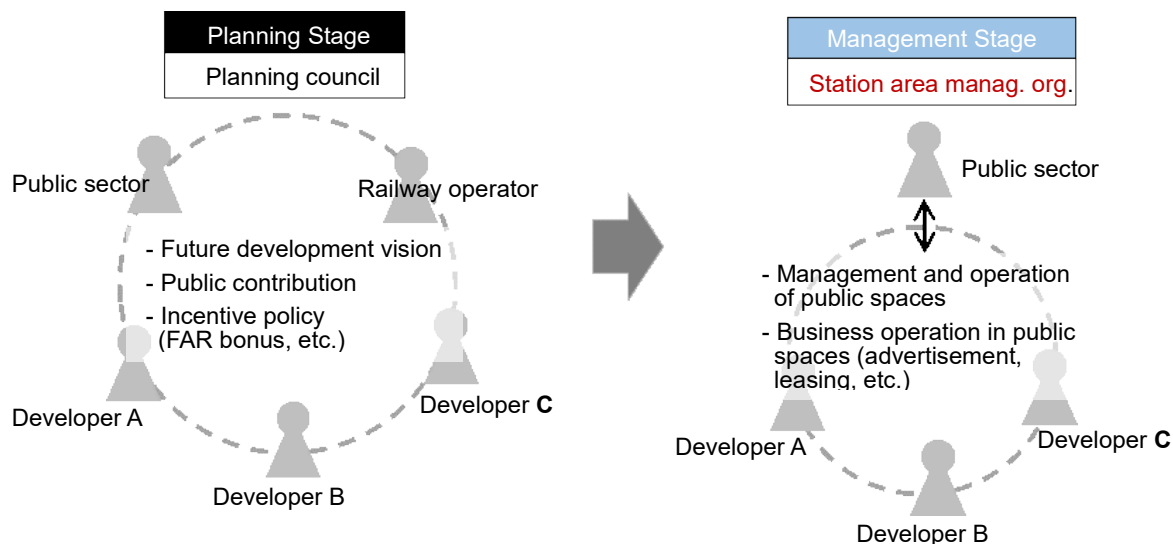 Planning Stage
Planning council
Public sector
Railway operator
- Future development vision
- Public contribution
- Incentive policy
(FAR bonus, etc.)
Developer A
Developer B
Developer C
Management Stage
Station area manag. org.
Public sector
- Management and operation
of public spaces
- Business operation in public
spaces (advertisement,
leasing, etc.)
Developer A
Developer B
Developer C